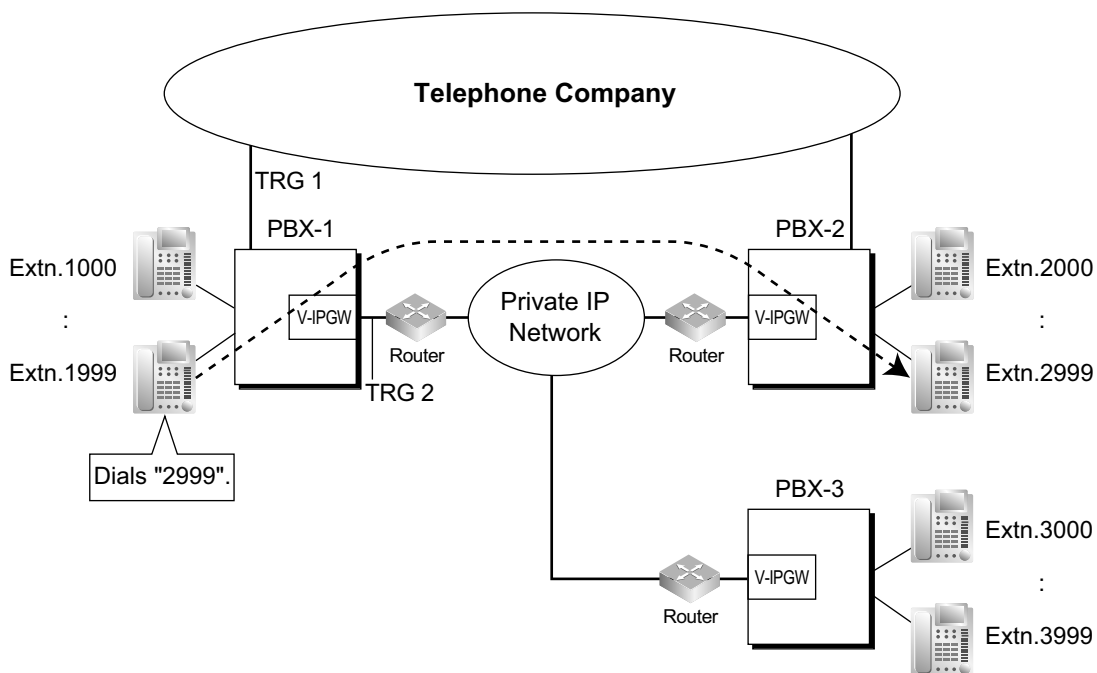 Telephone Company
TRG 1
PBX-1
PBX-2
Extn.1000
:
Extn.1999
V-IPGW
Router
TRG 2
Private IP
Network
Router
V-IPGW
Extn.2000
:
Extn.2999
Dials "2999".
PBX-3
V-IPGW
Router
Extn.3000
:
Extn.3999